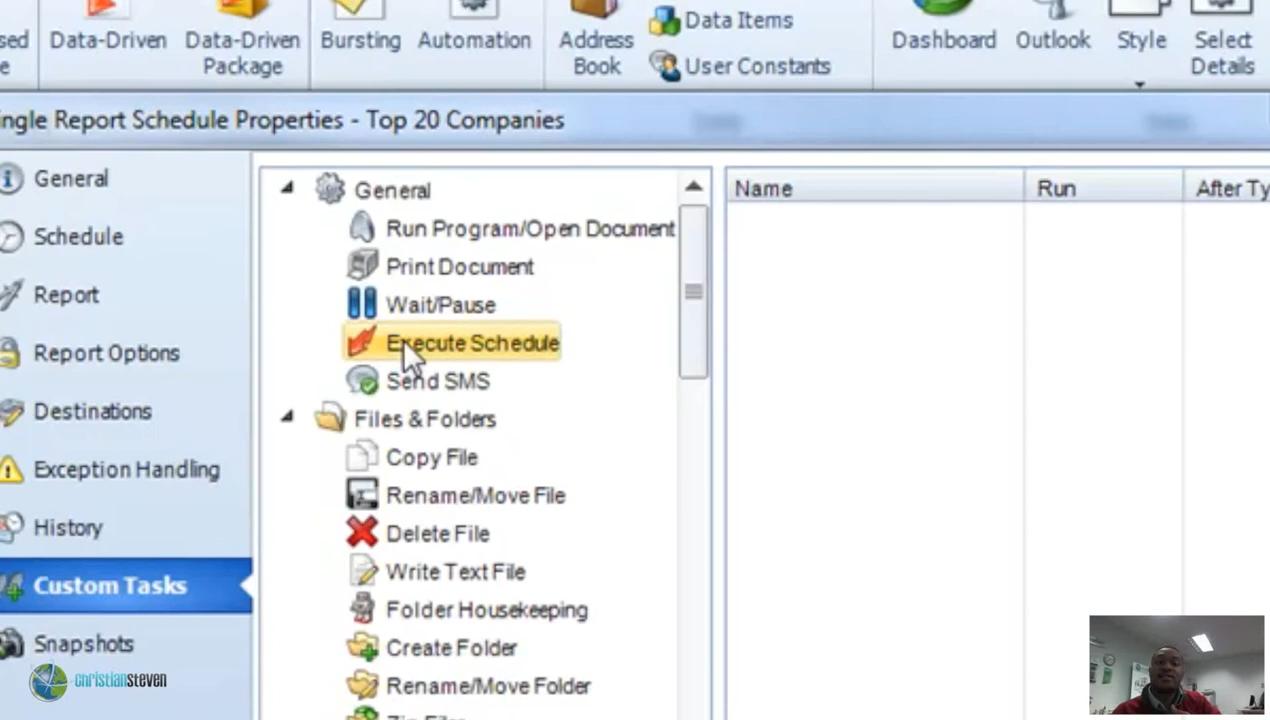 Data-Driven
Data-Driven
Package
Bursting
Automation
Address
Book
Data Items
User Constants
Dashboard
Outlook
Style
Select
Details
ingle Report Schedule Properties - Top 20 Companies
General
Schedule
Report
Report Options
Destinations
Exception Handling
History
Custom Tasks
Snapshots
General
Run Program/Open Document
Print Document
Wait/Pause
Execute Schedule
Send SMS
Files & Folders
Copy File
Rename/Move File
Delete File
Write Text File
Folder Housekeeping
Create Folder
Rename/Move Folder
Name
Run
After Ty
christiansteven